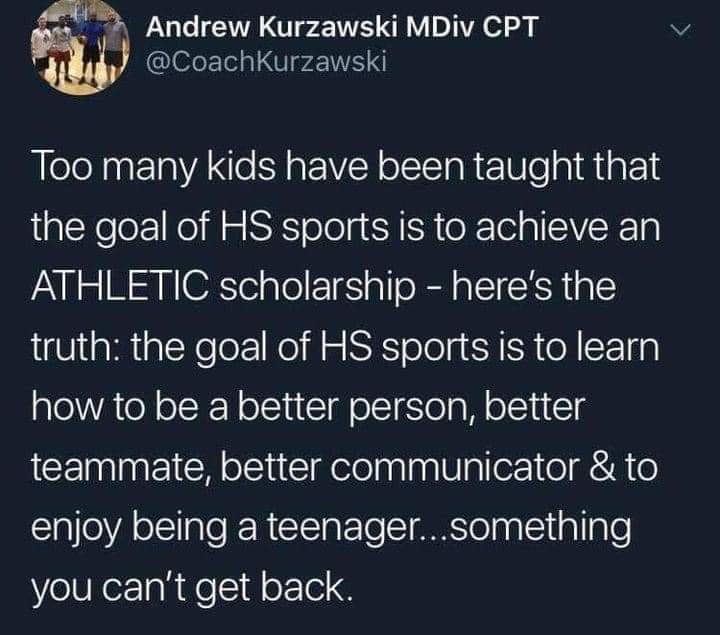 Andrew Kurzawski MDiv CPT
@CoachKurzawski
Too many kids have been taught that
the goal of HS sports is to achieve an
ATHLETIC scholarship - here's the
truth: the goal of HS sports is to learn
how to be a better person, better
teammate, better communicator & to
enjoy being a teenager...something
you can't get back.